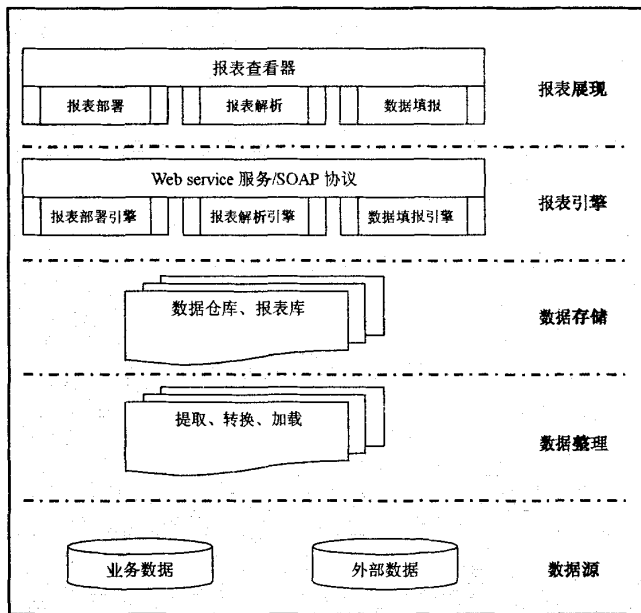 报表查看器
报表部署
报表解析
数据填报
报表展现
Web service 服务/SOAP 协议
报表部署引擎
报表解析引擎
数据填报引擎
报表引擎
数据仓库、报表库
数据存储
提取、转换、加载
数据整理
业务数据
外部数据
数据源